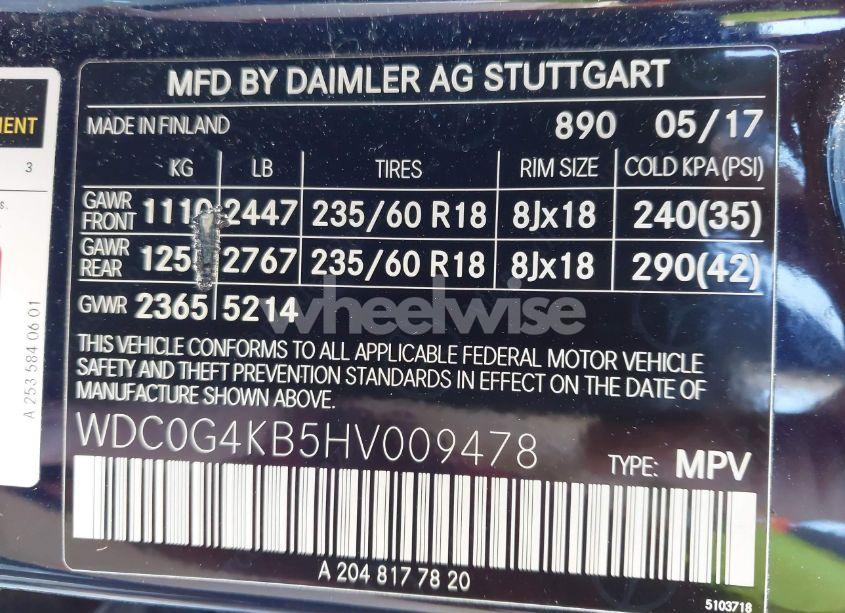 MFD BY DAIMLER AG STUTTGART
MADE IN FINLAND 890 05/17
KG LB TIRES RIM SIZE COLD KPA(PSI)
GAWR FRONT 1110 2447 235/60 R18 8Jx18 240(35)
GAWR REAR 125 2767 235/60 R18 8Jx18 290(42)
GWR 2365 5214
THIS VEHICLE CONFORMS TO ALL APPLICABLE FEDERAL MOTOR VEHICLE
SAFETY AND THEFT PREVENTION STANDARDS IN EFFECT ON THE DATE OF
MANUFACTURE SHOWN ABOVE.
WDC0G4KB5HV009478 TYPE: MPV
A 204 817 78 20
5103718
MENT
3
s.
A 253 584 06 01
wheelwise